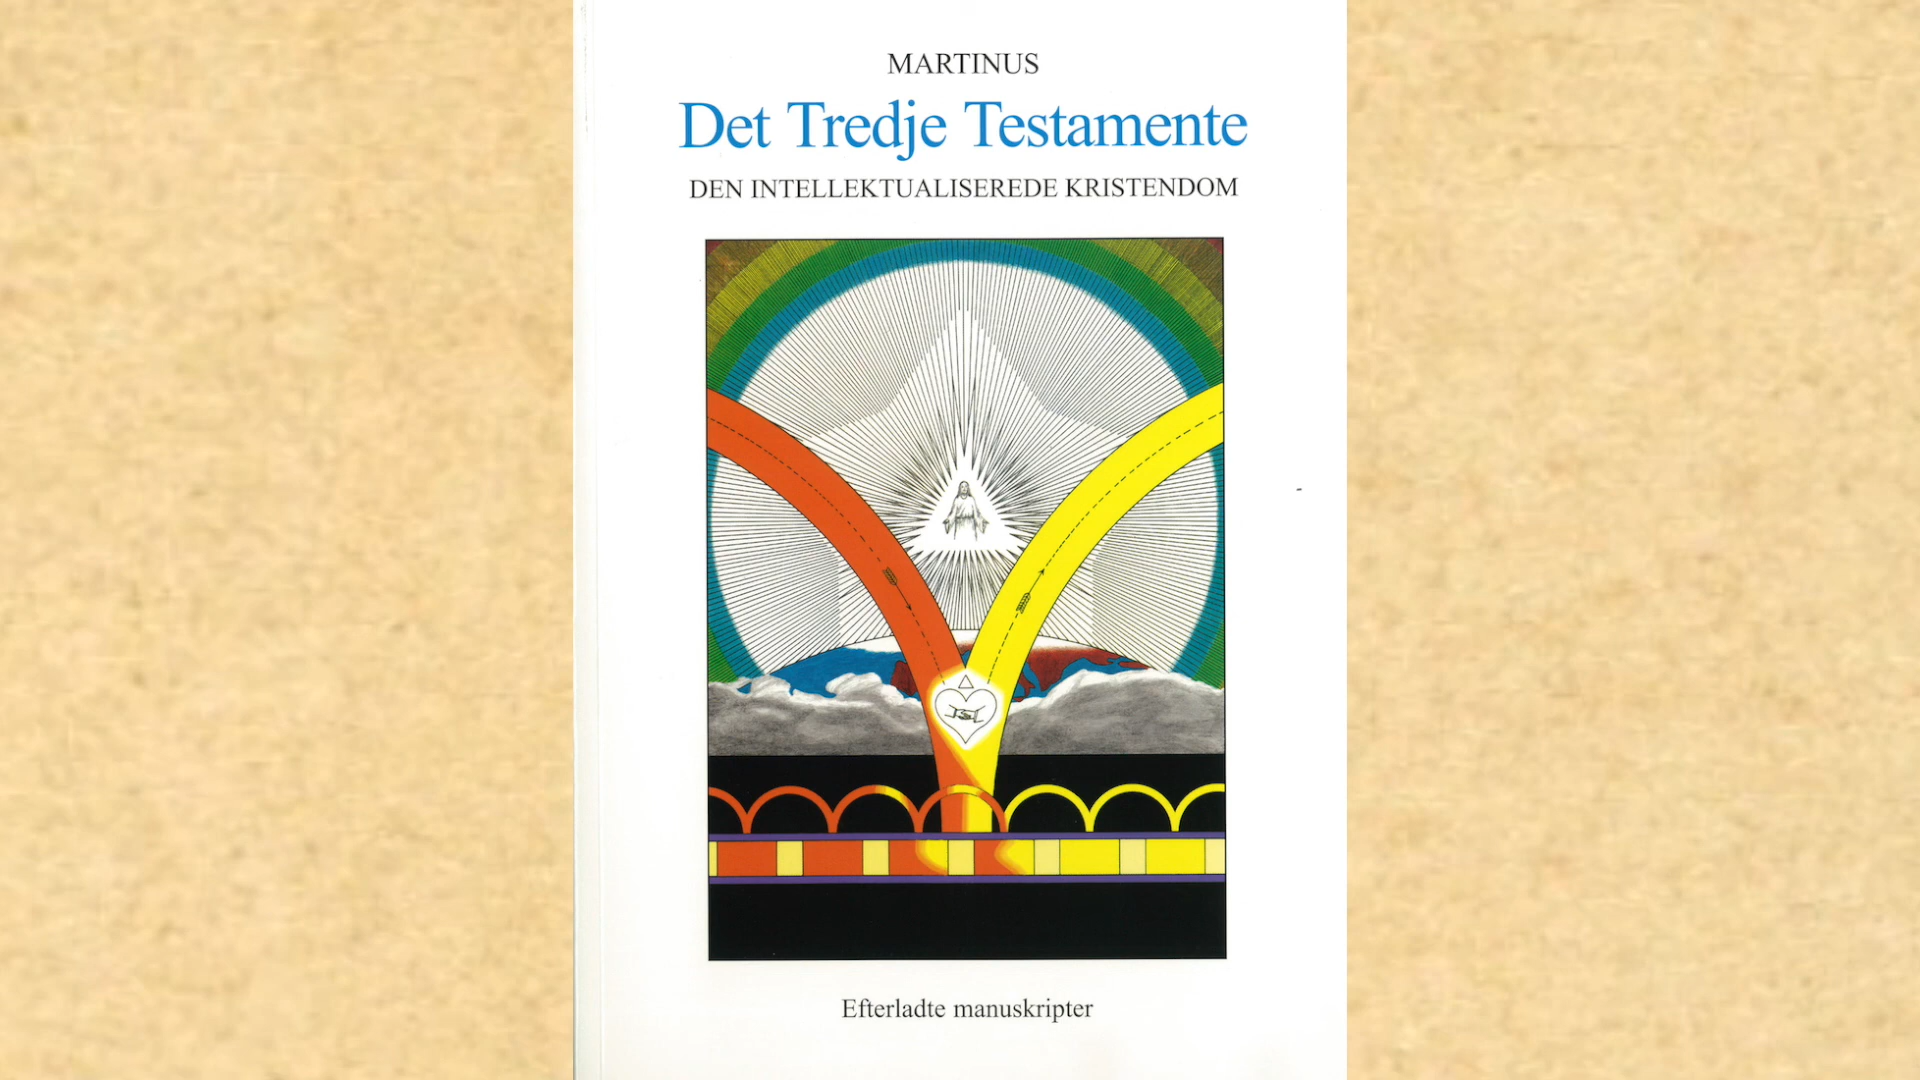 MARTINUS
Det Tredje Testamente
DEN INTELLEKTUALISEREDE KRISTENDOM
Efterladte manuskripter